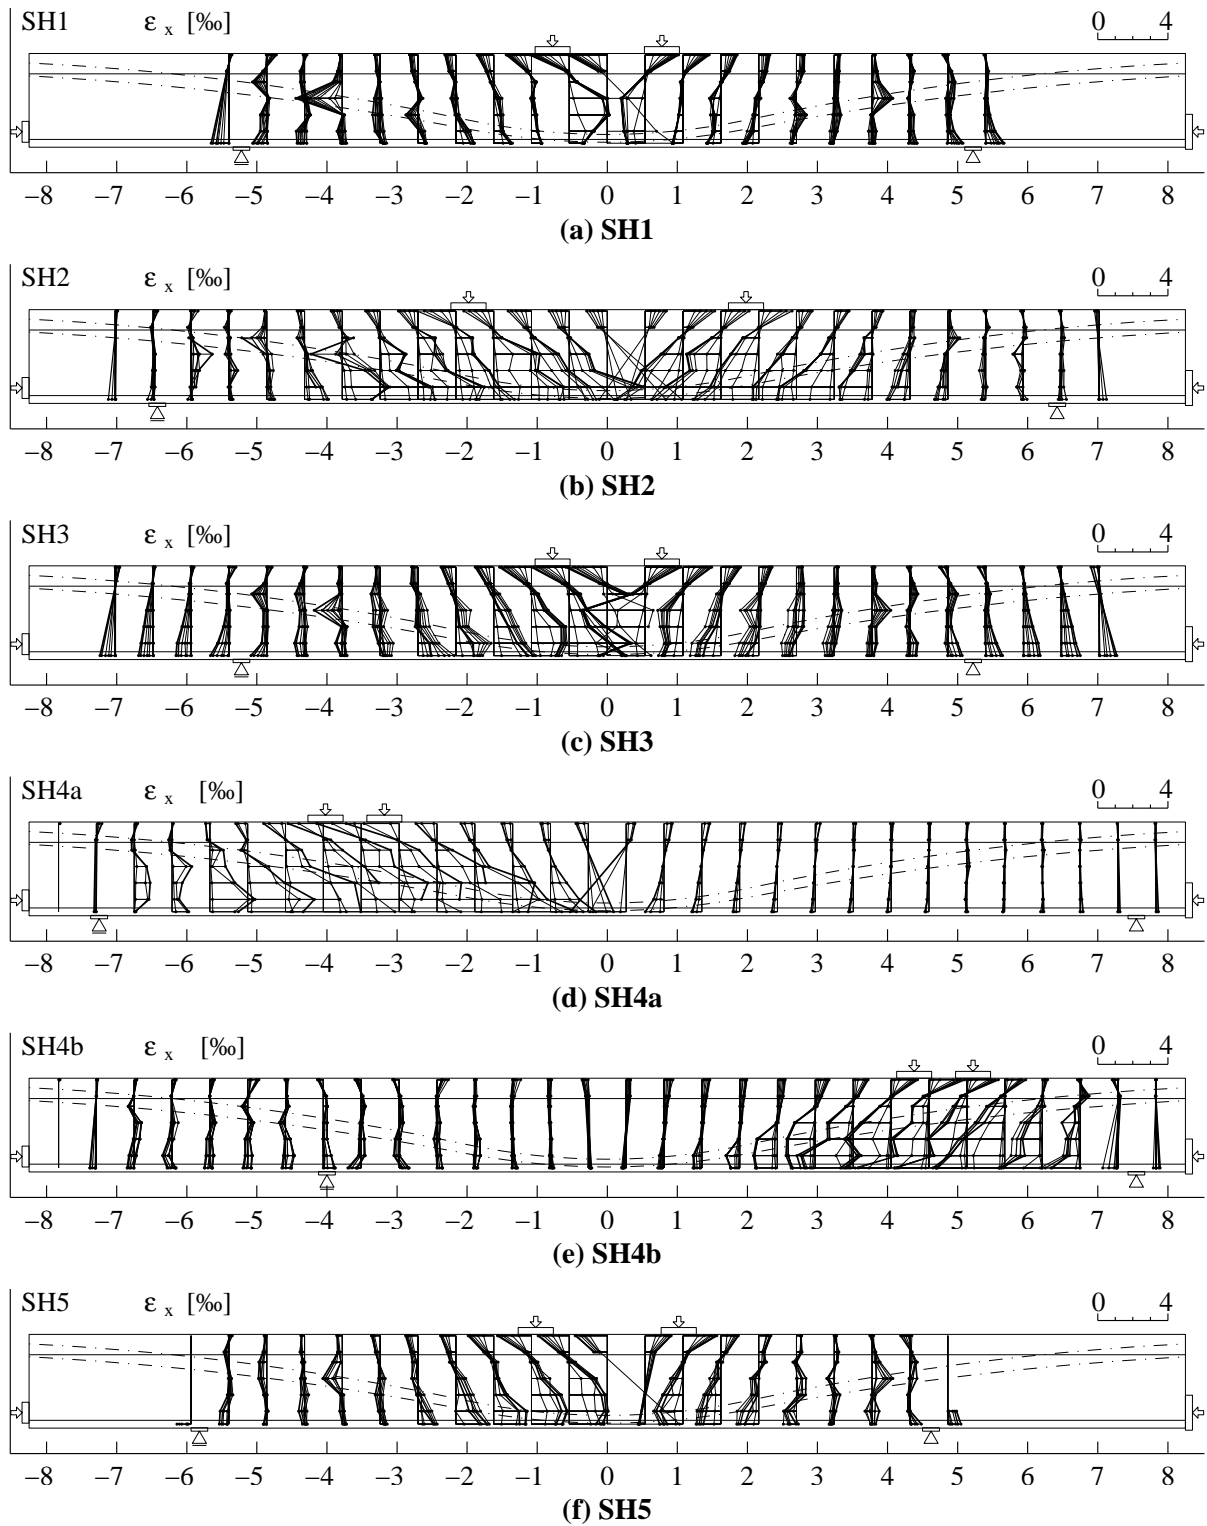 SH1 ε x [‰] 0 4
−8 −7 −6 −5 −4 −3 −2 −1 0 1 2 3 4 5 6 7 8
(a) SH1
SH2 ε x [‰] 0 4
−8 −7 −6 −5 −4 −3 −2 −1 0 1 2 3 4 5 6 7 8
(b) SH2
SH3 ε x [‰] 0 4
−8 −7 −6 −5 −4 −3 −2 −1 0 1 2 3 4 5 6 7 8
(c) SH3
SH4a ε x [‰] 0 4
−8 −7 −6 −5 −4 −3 −2 −1 0 1 2 3 4 5 6 7 8
(d) SH4a
SH4b ε x [‰] 0 4
−8 −7 −6 −5 −4 −3 −2 −1 0 1 2 3 4 5 6 7 8
(e) SH4b
SH5 ε x [‰] 0 4
−8 −7 −6 −5 −4 −3 −2 −1 0 1 2 3 4 5 6 7 8
(f) SH5